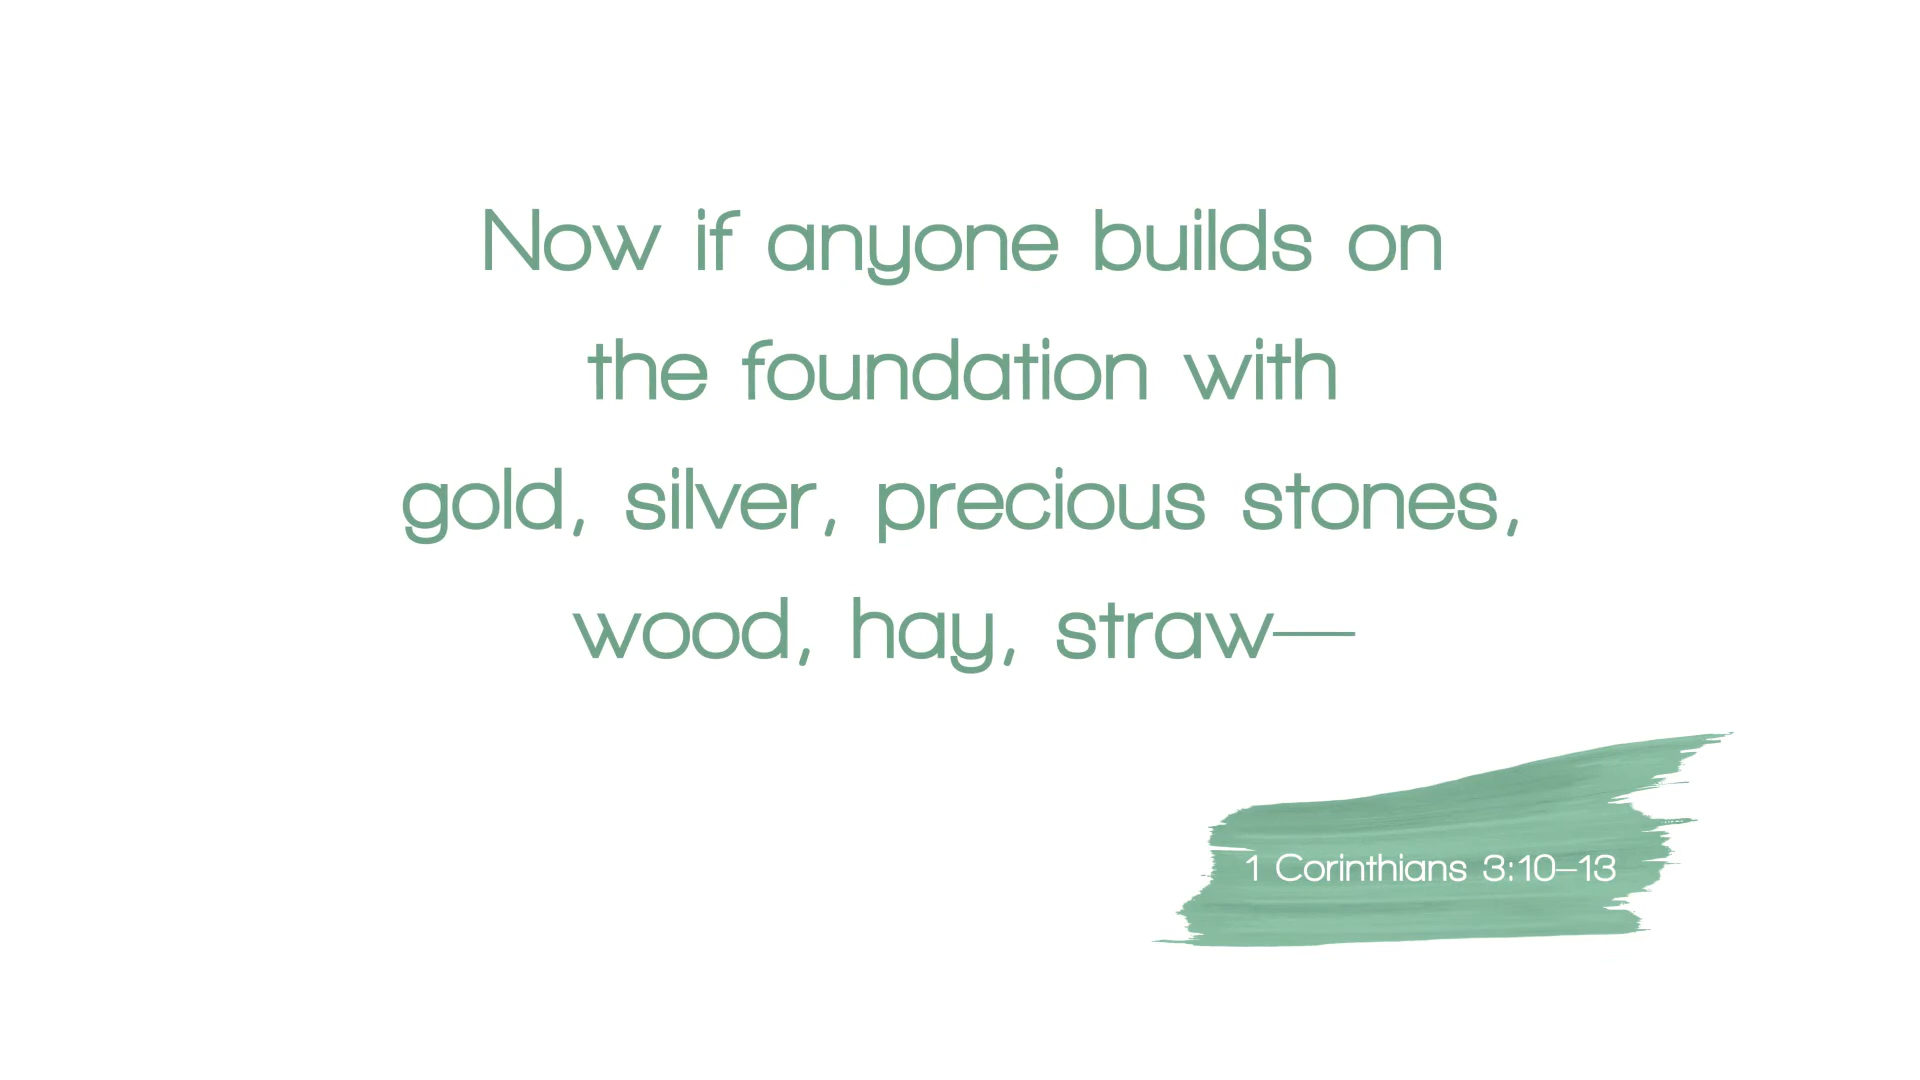 Now if anyone builds on
the foundation with
gold, silver, precious stones,
wood, hay, straw—
1 Corinthians 3:10–13